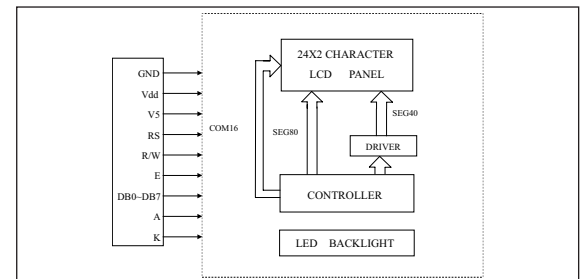 GND
Vdd
V5
RS
R/W
E
DB0~DB7
A
K
COM16
24X2 CHARACTER
LCD PANEL
SEG80
SEG40
DRIVER
CONTROLLER
LED BACKLIGHT